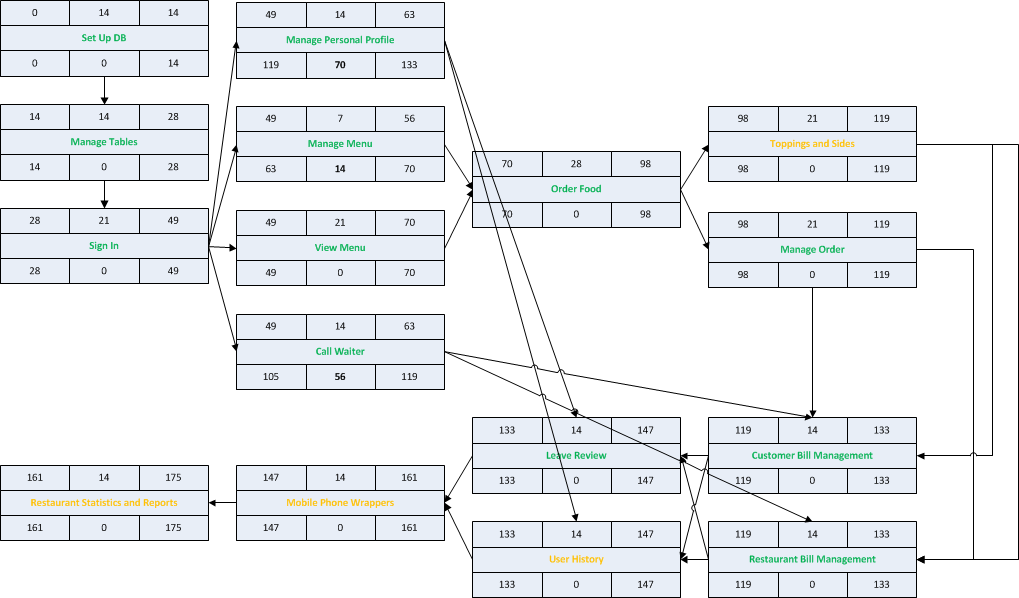 0 14 14
Set Up DB
0 0 14
14 14 28
Manage Tables
14 0 28
28 21 49
Sign In
28 0 49
49 14 63
Manage Personal Profile
119 70 133
49 7 56
Manage Menu
63 14 70
49 21 70
View Menu
49 0 70
49 14 63
Call Waiter
105 56 119
70 28 98
Order Food
70 0 98
98 21 119
Toppings and Sides
98 0 119
98 21 119
Manage Order
98 0 119
119 14 133
Customer Bill Management
119 0 133
119 14 133
Restaurant Bill Management
119 0 133
133 14 147
Leave Review
133 0 147
133 14 147
User History
133 0 147
147 14 161
Mobile Phone Wrappers
147 0 161
161 14 175
Restaurant Statistics and Reports
161 0 175